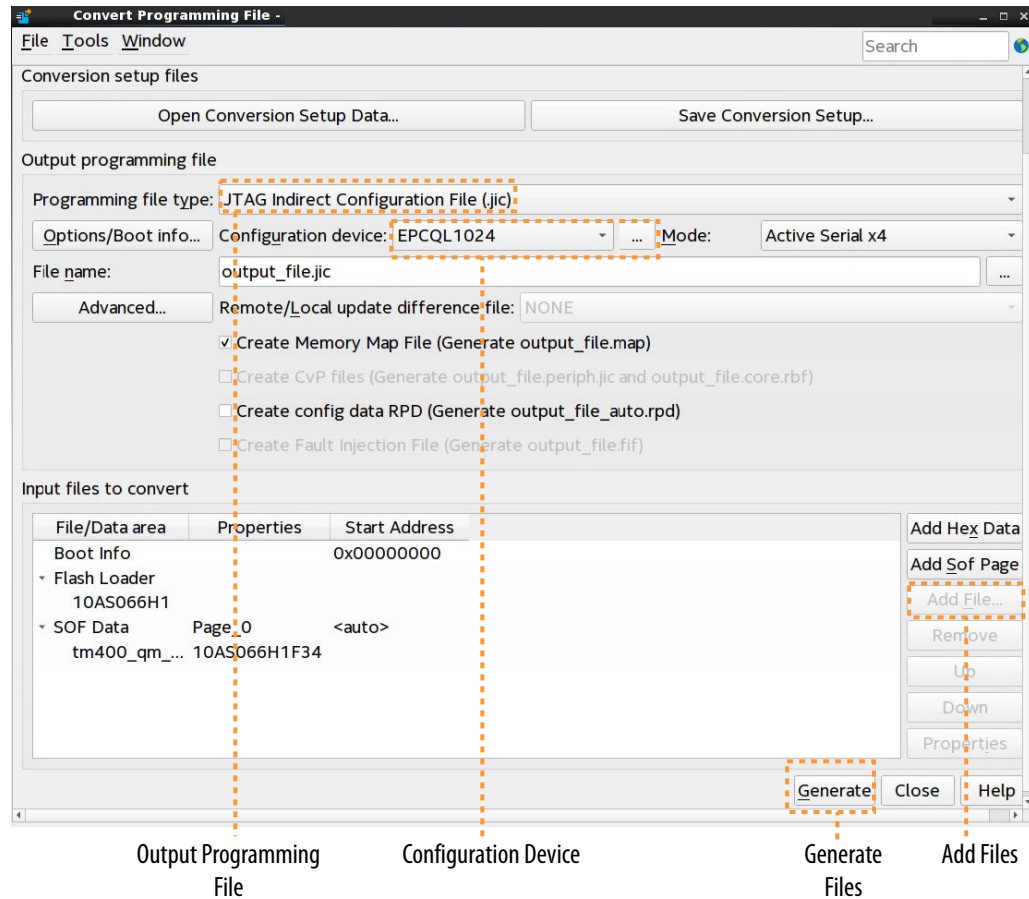 Convert Programming File -
File Tools Window Search
Conversion setup files
Open Conversion Setup Data... Save Conversion Setup...
Output programming file
Programming file type: JTAG Indirect Configuration File (.jic)
Options/Boot info... Configuration device: EPCQL1024 ... Mode: Active Serial x4
File name: output_file.jic ...
Advanced... Remote/Local update difference file: NONE
Create Memory Map File (Generate output_file.map)
Create CvP files (Generate output_file.periph.jic and output_file.core.rbf)
Create config data RPD (Generate output_file_auto.rpd)
Create Fault Injection File (Generate output_file.fif)
Input files to convert
File/Data area Properties Start Address
Boot Info 0x00000000
Flash Loader
10AS066H1
SOF Data Page_0 <auto>
tm400_qm_... 10AS066H1F34
Add Hex Data
Add Sof Page
Add File...
Remove
Up
Down
Properties
Generate Close Help
Output Programming File
Configuration Device
Generate Files
Add Files